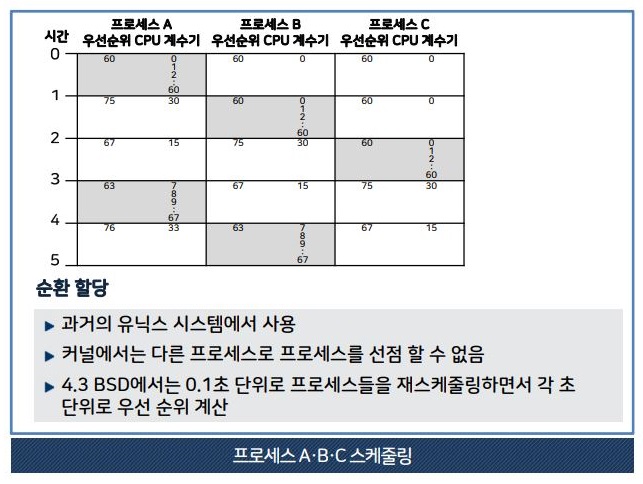 프로세스 A 프로세스 B 프로세스 C
시간 우선순위 CPU 계수기 우선순위 CPU 계수기 우선순위 CPU 계수기
0
60 0 60 0 60 0
1
2
:
60
1
75 30 60 0 60 0
1
2
:
60
2
67 15 75 30 60 0
1
2
:
60
3
63 7 67 15 75 30
8
9
:
67
4
76 33 63 7 67 15
8
9
:
67
5
순환 할당
▶ 과거의 유닉스 시스템에서 사용
▶ 커널에서는 다른 프로세스로 프로세스를 선점 할 수 없음
▶ 4.3 BSD에서는 0.1초 단위로 프로세스들을 재스케줄링하면서 각 초
단위로 우선 순위 계산
프로세스 A·B·C 스케줄링